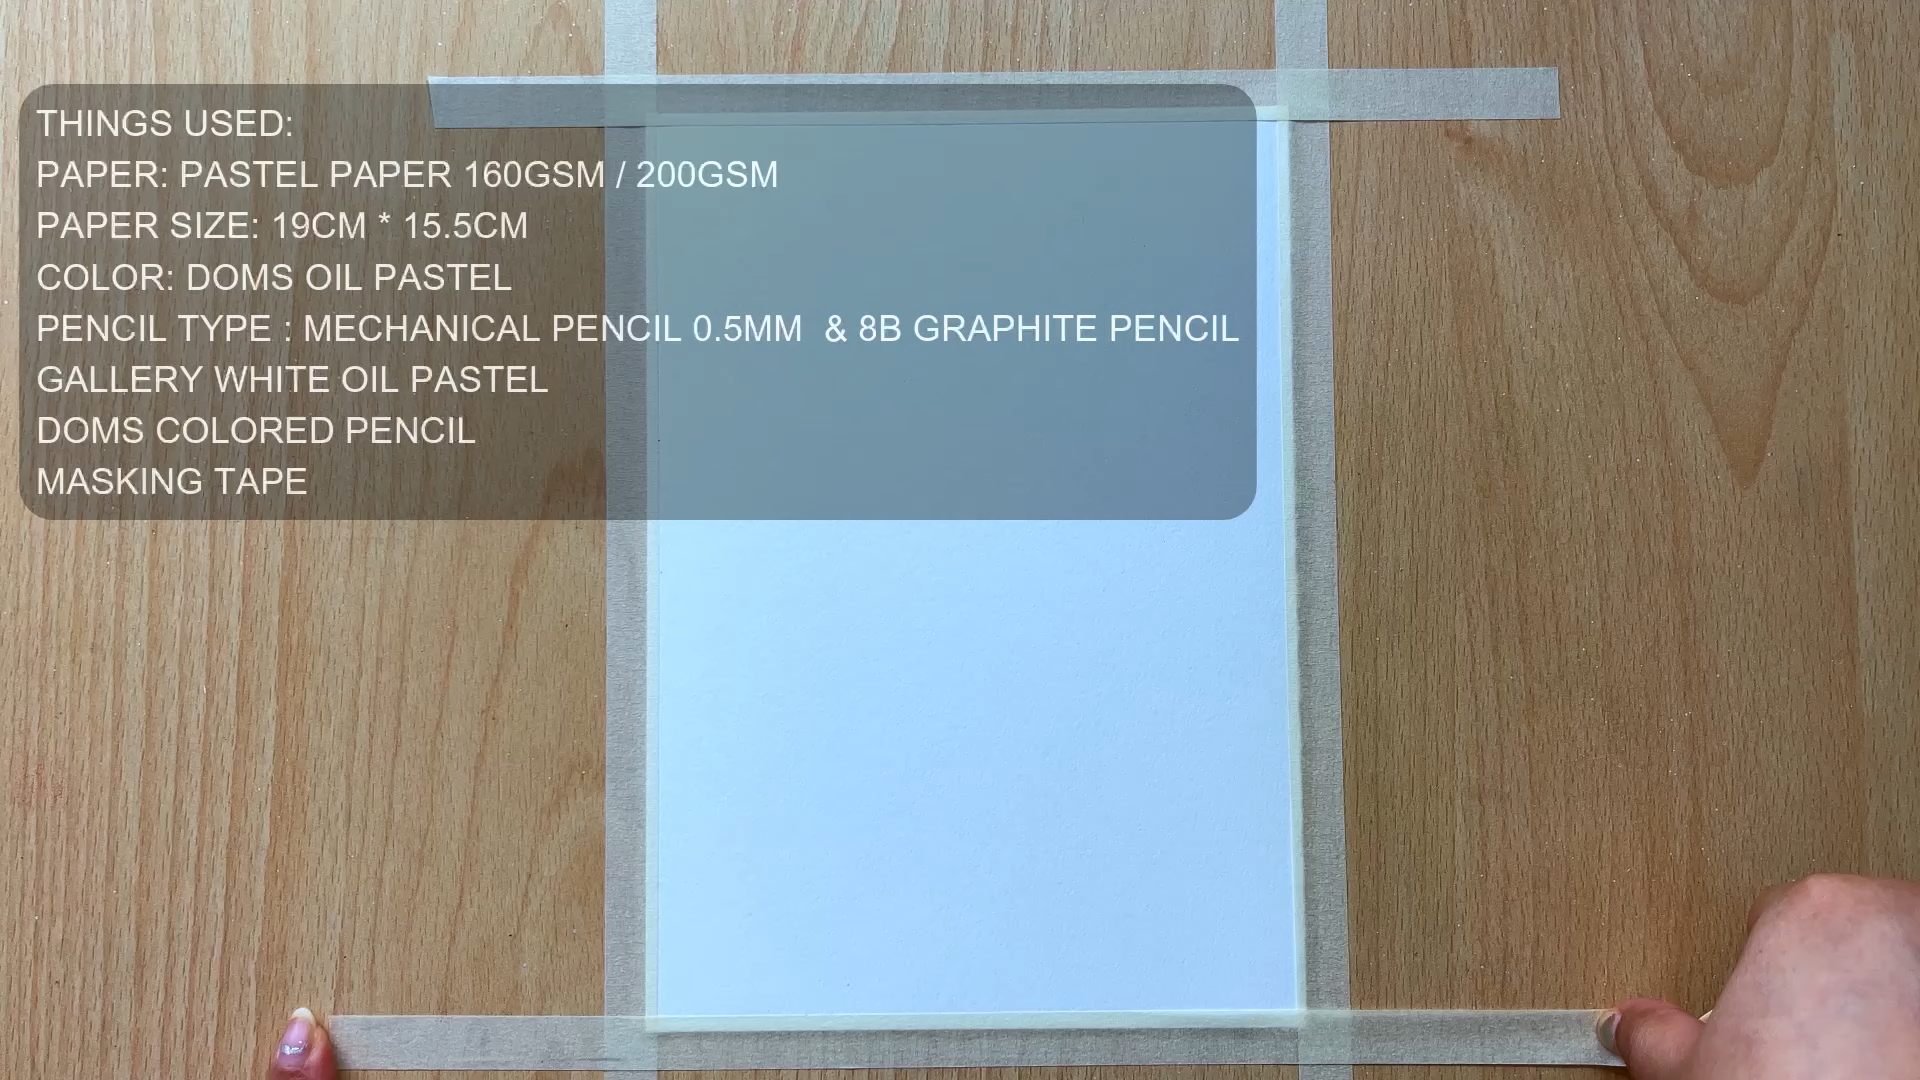 THINGS USED:
PAPER: PASTEL PAPER 160GSM / 200GSM
PAPER SIZE: 19CM * 15.5CM
COLOR: DOMS OIL PASTEL
PENCIL TYPE : MECHANICAL PENCIL 0.5MM & 8B GRAPHITE PENCIL
GALLERY WHITE OIL PASTEL
DOMS COLORED PENCIL
MASKING TAPE